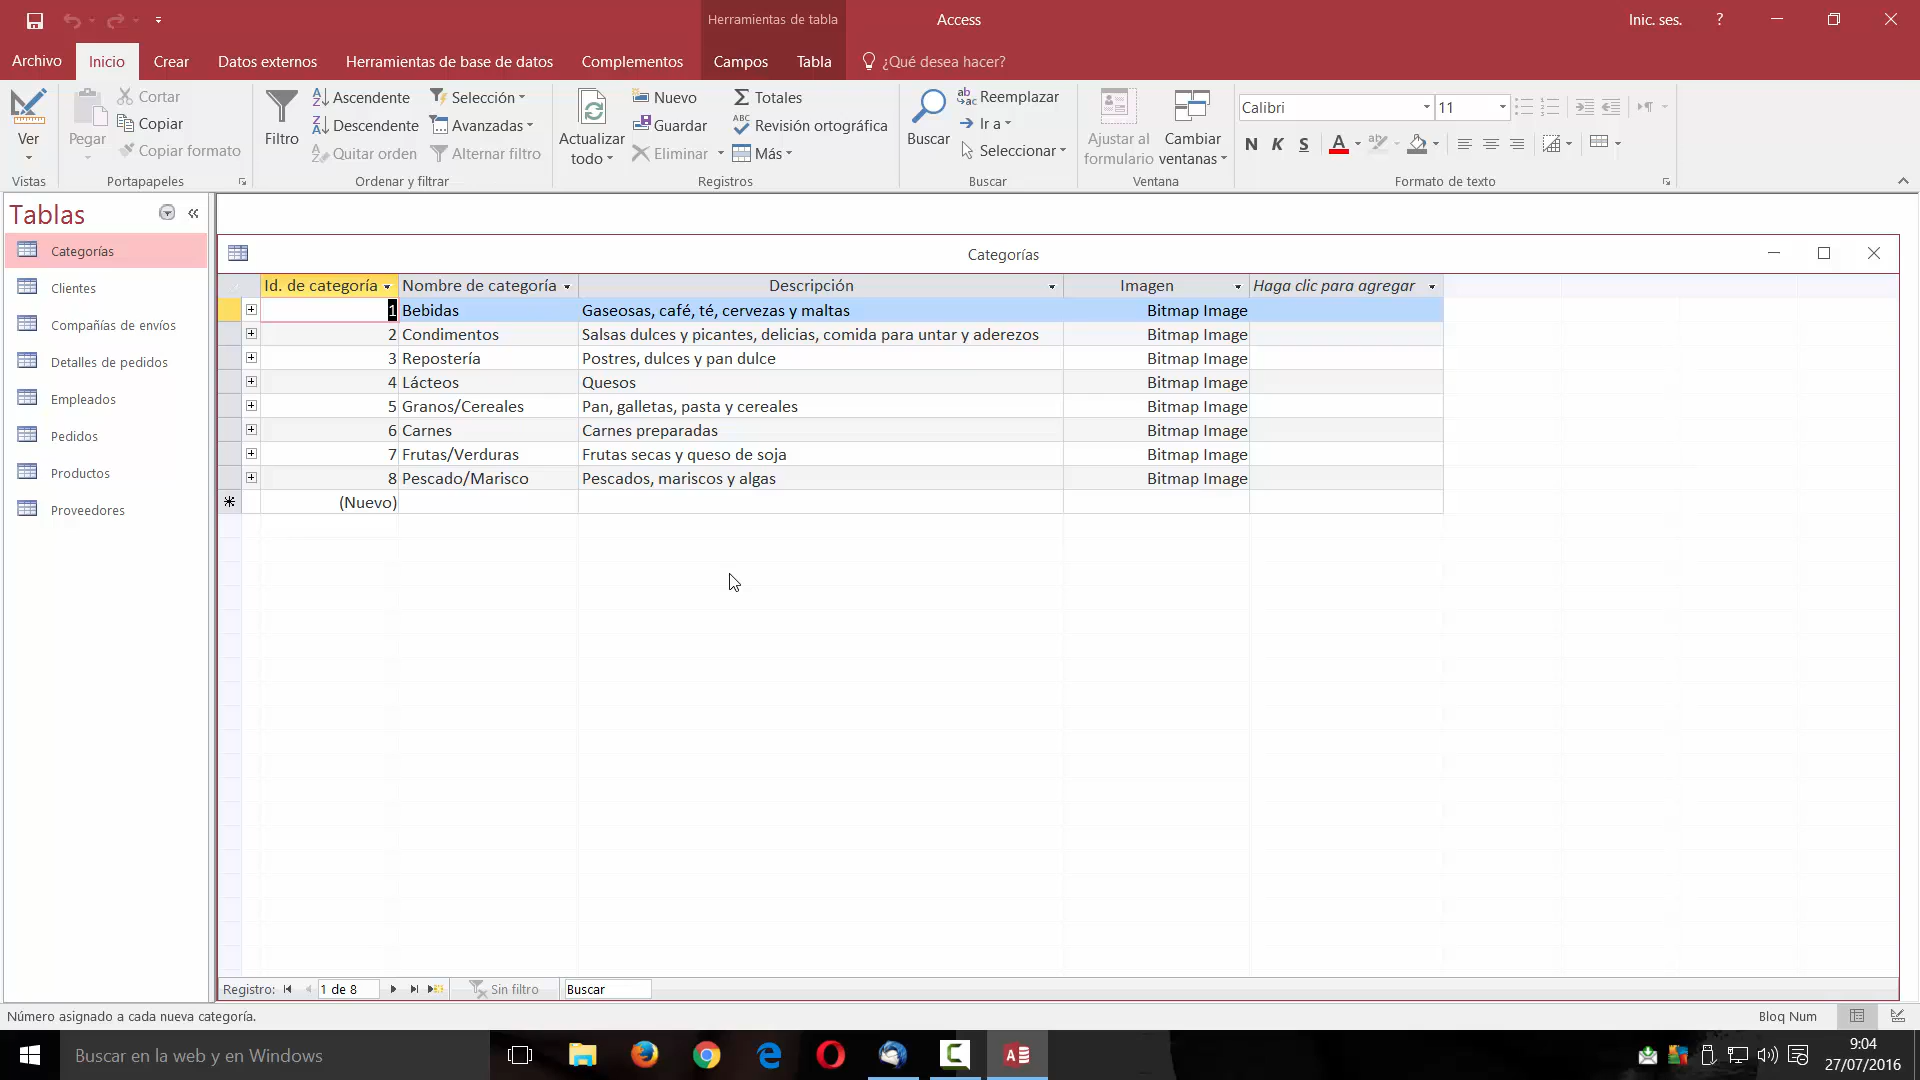 Herramientas de tabla
Access
Inic. ses.
?
Archivo
Inicio
Crear
Datos externos
Herramientas de base de datos
Complementos
Campos
Tabla
¿Qué desea hacer?
Ver
Pegar
Cortar
Copiar
Copiar formato
Filtro
Ascendente
Descendente
Quitar orden
Selección
Avanzadas
Alternar filtro
Actualizar todo
Nuevo
Guardar
Eliminar
Totales
Revisión ortográfica
Más
Buscar
Reemplazar
Ir a
Seleccionar
Ajustar al formulario
Cambiar ventanas
Calibri
11
N K S
Vistas
Portapapeles
Ordenar y filtrar
Registros
Buscar
Ventana
Formato de texto
Tablas
Categorías
Clientes
Compañías de envíos
Detalles de pedidos
Empleados
Pedidos
Productos
Proveedores
Categorías
Id. de categoría Nombre de categoría Descripción Imagen Haga clic para agregar
1 Bebidas Gaseosas, café, té, cervezas y maltas Bitmap Image
2 Condimentos Salsas dulces y picantes, delicias, comida para untar y aderezos Bitmap Image
3 Repostería Postres, dulces y pan dulce Bitmap Image
4 Lácteos Quesos Bitmap Image
5 Granos/Cereales Pan, galletas, pasta y cereales Bitmap Image
6 Carnes Carnes preparadas Bitmap Image
7 Frutas/Verduras Frutas secas y queso de soja Bitmap Image
8 Pescado/Marisco Pescados, mariscos y algas Bitmap Image
(Nuevo)
Registro: 1 de 8 Sin filtro Buscar
Número asignado a cada nueva categoría.
Bloq Num
Buscar en la web y en Windows
9:04
27/07/2016